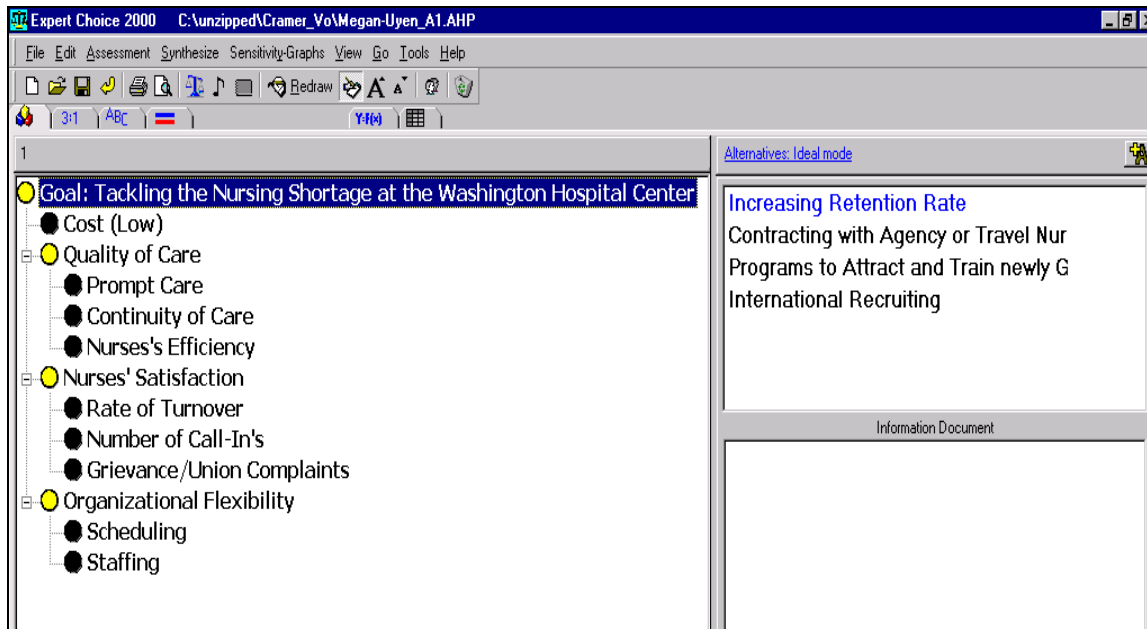 Expert Choice 2000 C:\unzipped\Cramer_Vo\Megan-Uyen_A1.AHP
File Edit Assessment Synthesize Sensitivity-Graphs View Go Tools Help
Redraw A A
3:1 ABC Y=f(x)
1
Alternatives: Ideal mode
Goal: Tackling the Nursing Shortage at the Washington Hospital Center
Cost (Low)
Quality of Care
Prompt Care
Continuity of Care
Nurses's Efficiency
Nurses' Satisfaction
Rate of Turnover
Number of Call-In's
Grievance/Union Complaints
Organizational Flexibility
Scheduling
Staffing
Increasing Retention Rate
Contracting with Agency or Travel Nur
Programs to Attract and Train newly G
International Recruiting
Information Document